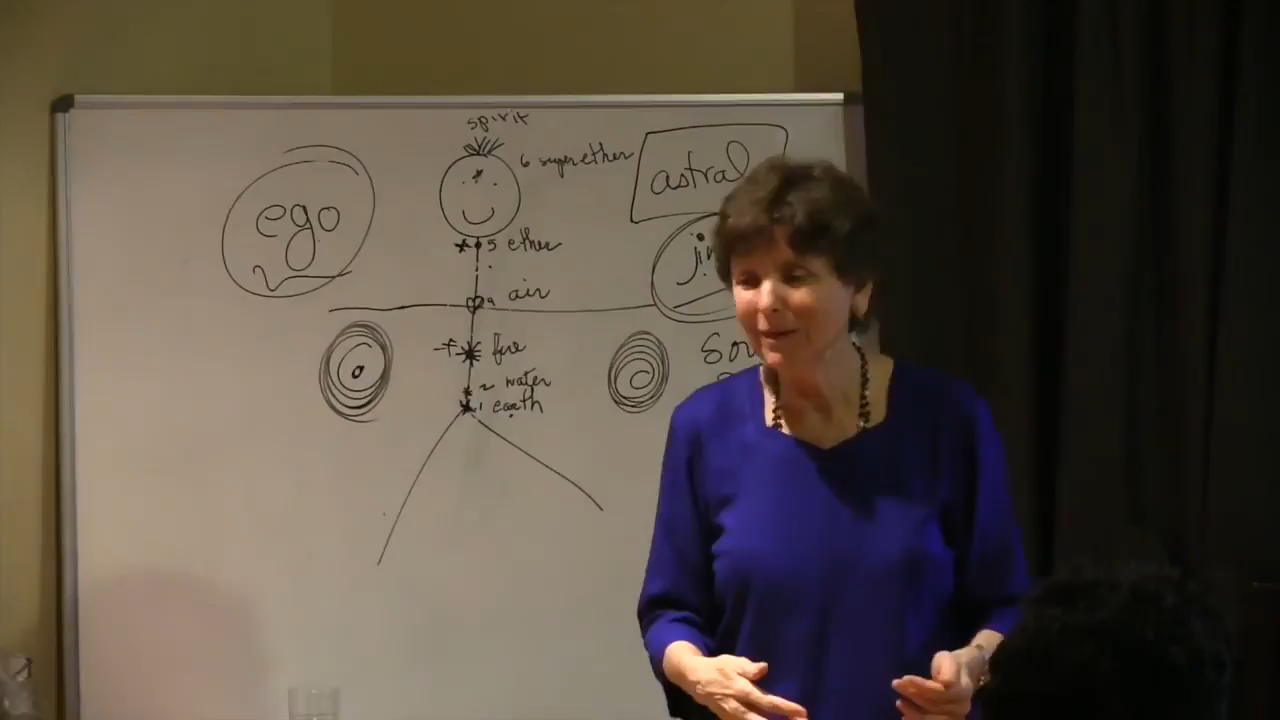 spirit
6 superether
astral
ego
5 ether
air
fire
2 water
1 earth